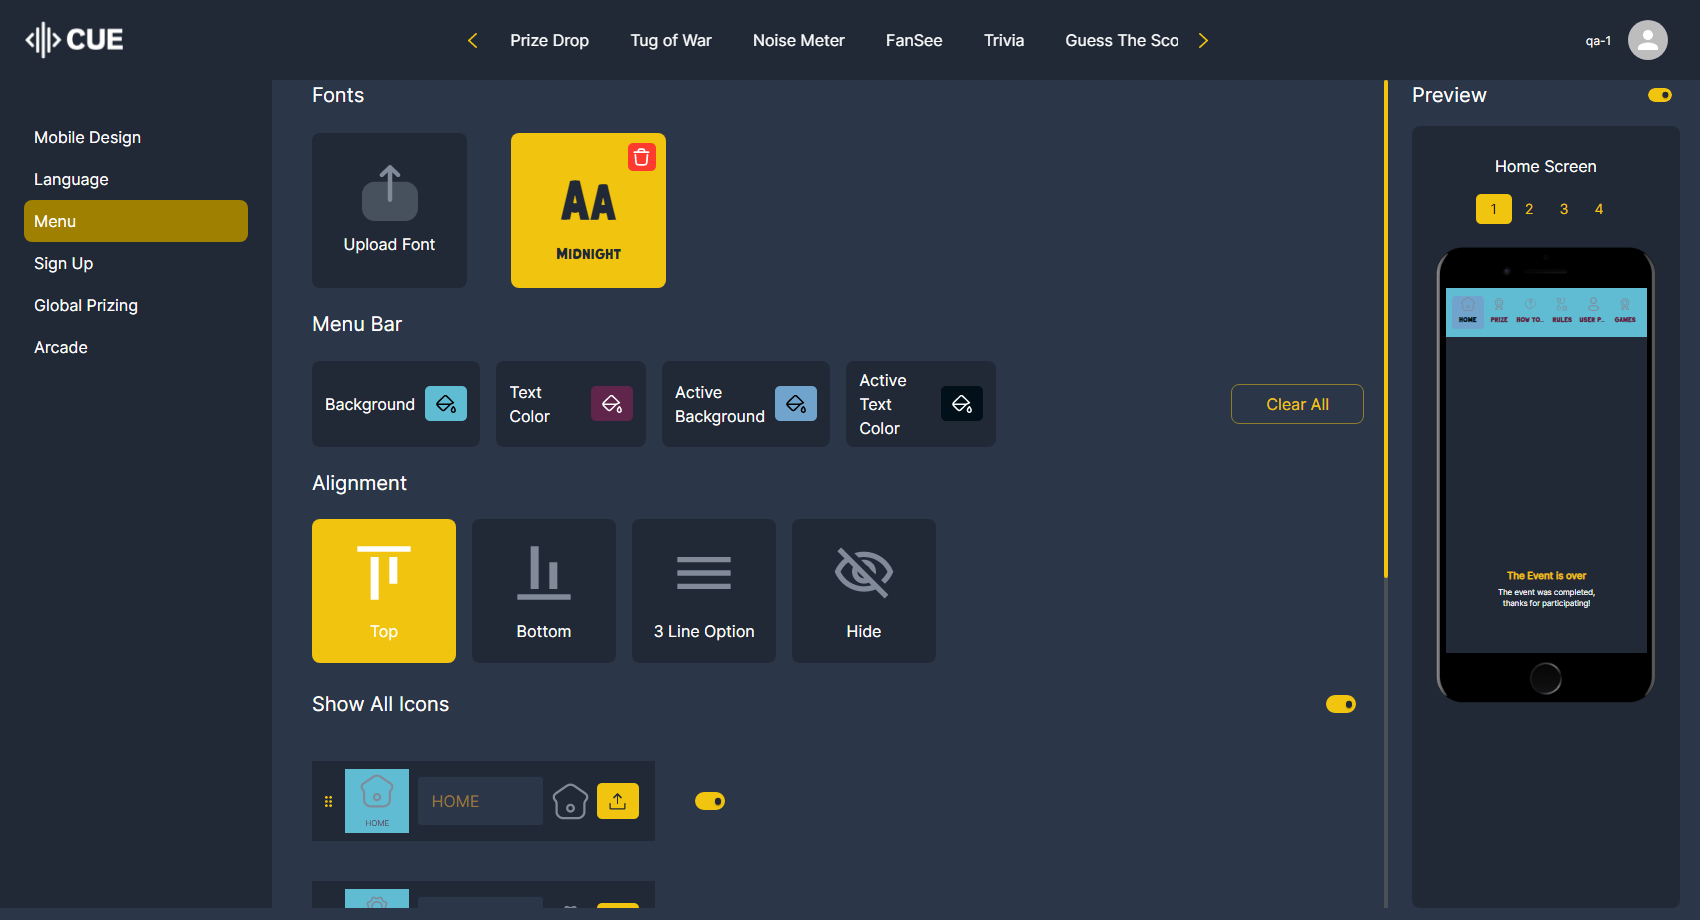 CUE
Prize Drop
Tug of War
Noise Meter
FanSee
Trivia
Guess The Sco
qa-1
Mobile Design
Language
Menu
Sign Up
Global Prizing
Arcade
Fonts
Upload Font
AA
MIDNIGHT
Menu Bar
Background
Text
Color
Active
Background
Active
Text
Color
Clear All
Alignment
Top
Bottom
3 Line Option
Hide
Show All Icons
HOME
HOME
Preview
Home Screen
1
2
3
4
HOME
PRIZE
HOW TO..
RULES
USER P..
GAMES
The Event is over
The event was completed,
thanks for participating!